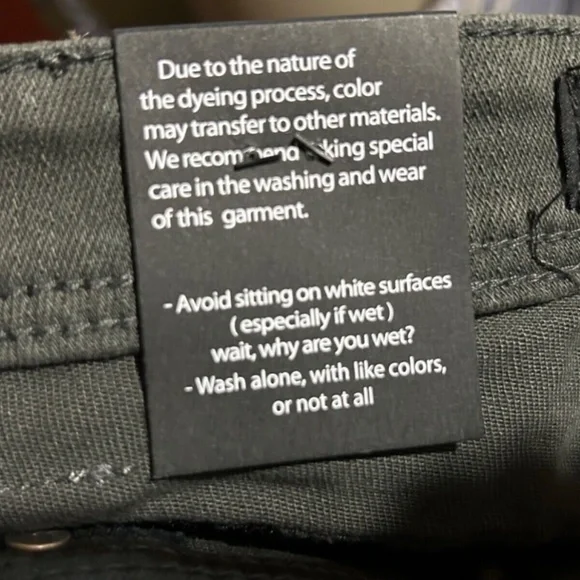 Due to the nature of
the dyeing process, color
may transfer to other materials.
We recommend taking special
care in the washing and wear
of this garment.
- Avoid sitting on white surfaces
( especially if wet )
wait, why are you wet?
- Wash alone, with like colors,
or not at all